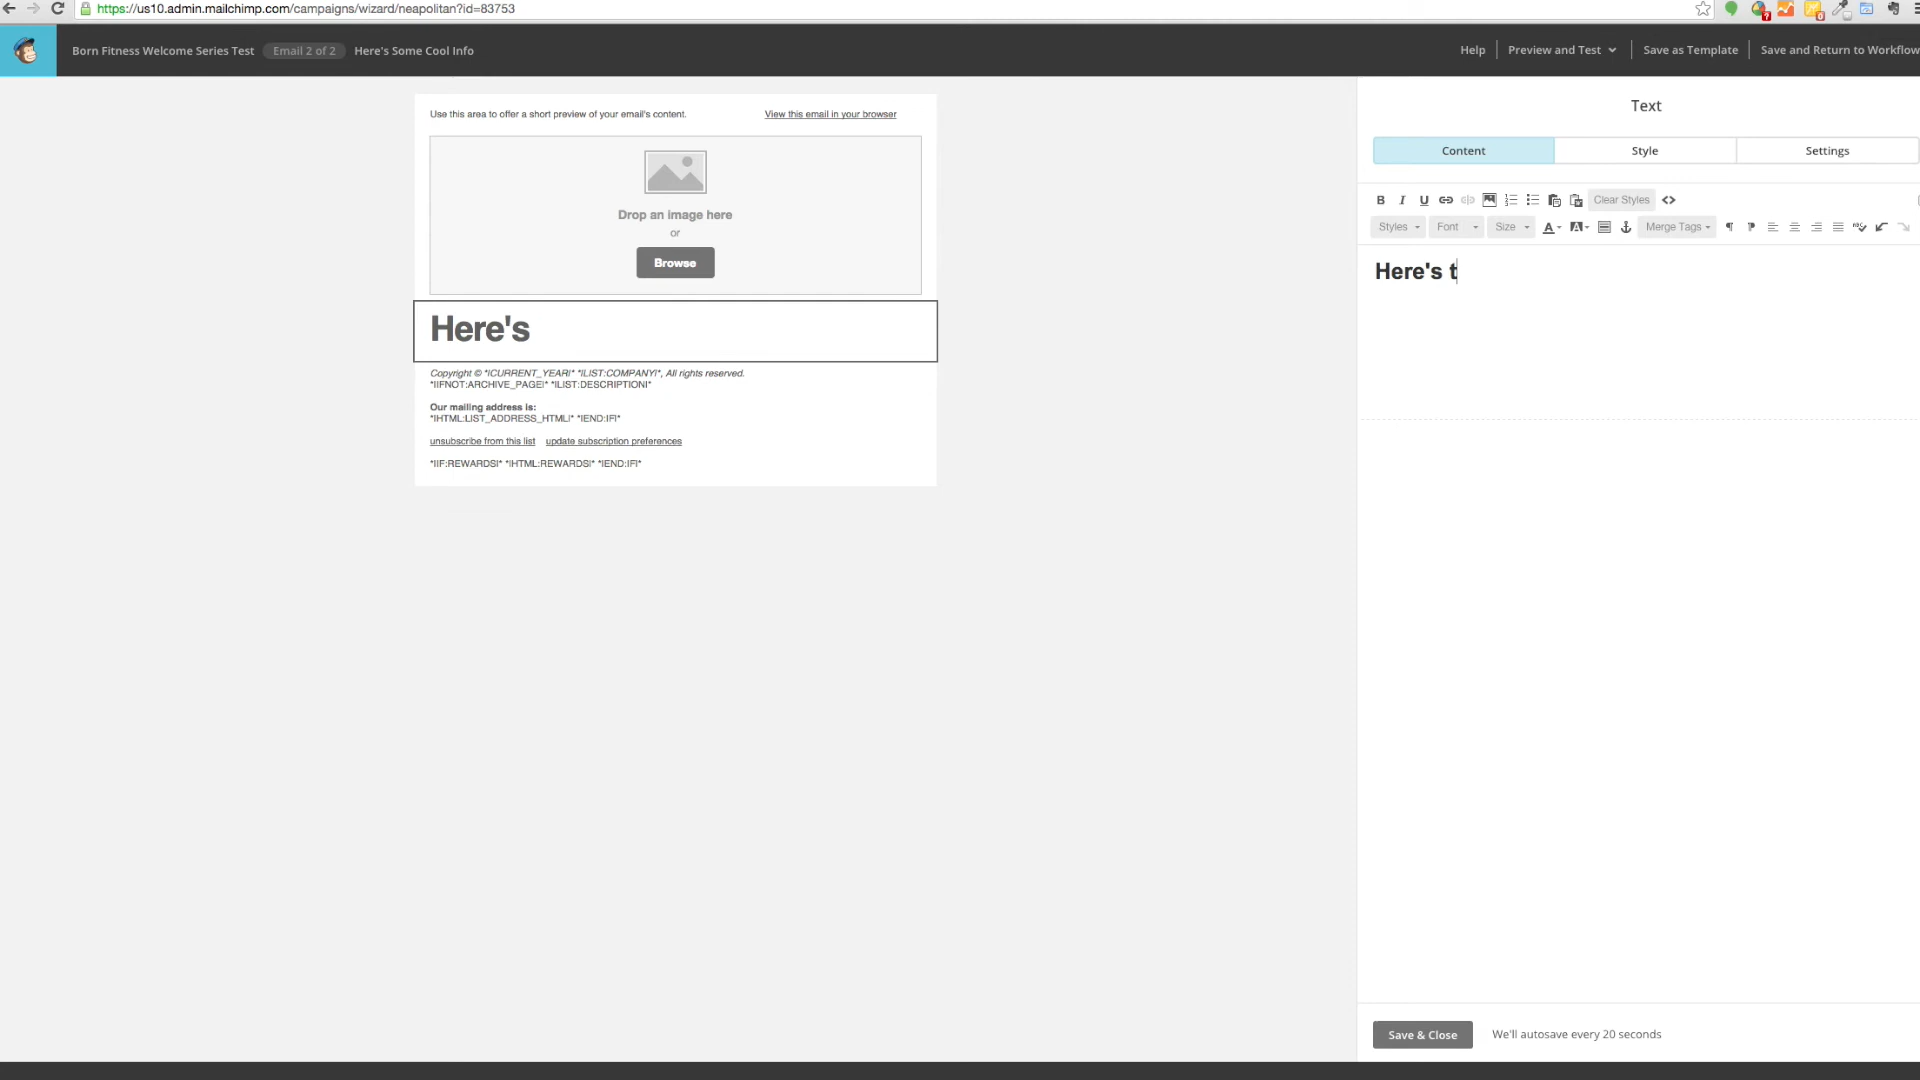 https://us10.admin.mailchimp.com/campaigns/wizard/neapolitan?id=83753
Born Fitness Welcome Series Test Email 2 of 2 Here's Some Cool Info
Help Preview and Test Save as Template Save and Return to Workflow
Use this area to offer a short preview of your email's content. View this email in your browser
Drop an image here
or
Browse
Here's
Copyright © *|CURRENT_YEAR|* *|LIST:COMPANY|*, All rights reserved.
*|IFNOT:ARCHIVE_PAGE|* *|LIST:DESCRIPTION|*
Our mailing address is:
*|HTML:LIST_ADDRESS_HTML|* *|END:IF|*
unsubscribe from this list update subscription preferences
*|IF:REWARDS|* *|HTML:REWARDS|* *|END:IF|*
Text
Content Style Settings
B I U Clear Styles <>
Styles Font Size A A Merge Tags
Here's t
Save & Close We'll autosave every 20 seconds